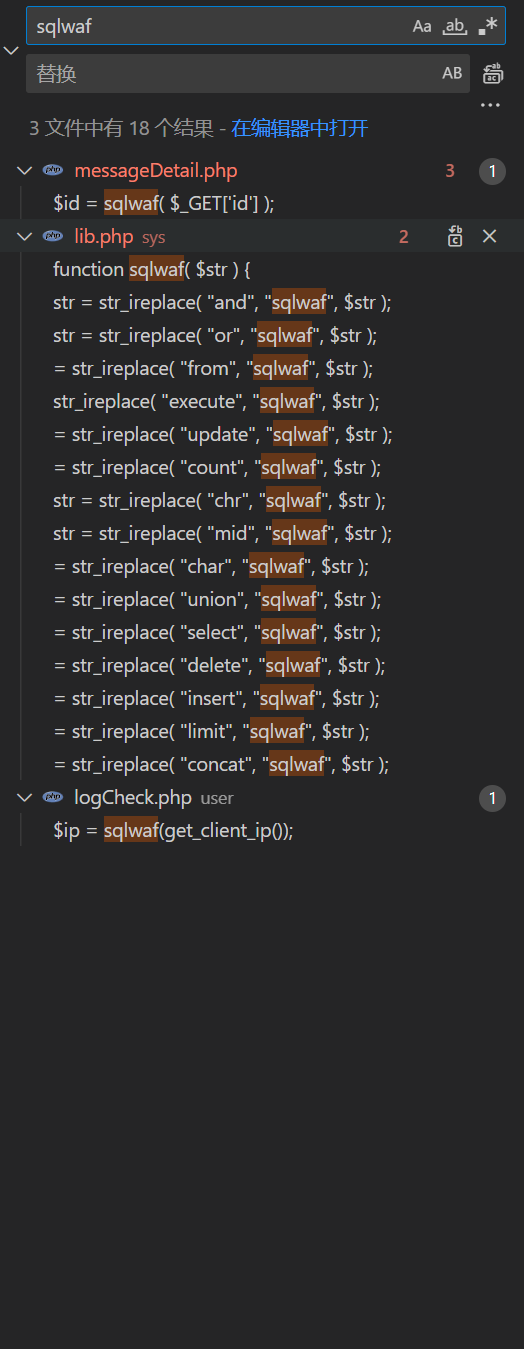 sqlwaf Aa ab .*
替换 AB
...
3 文件中有 18 个结果 - 在编辑器中打开
php messageDetail.php 3 1
$id = sqlwaf( $_GET['id'] );
php lib.php sys 2
function sqlwaf( $str ) {
str = str_ireplace( "and", "sqlwaf", $str );
str = str_ireplace( "or", "sqlwaf", $str );
= str_ireplace( "from", "sqlwaf", $str );
str_ireplace( "execute", "sqlwaf", $str );
= str_ireplace( "update", "sqlwaf", $str );
= str_ireplace( "count", "sqlwaf", $str );
str = str_ireplace( "chr", "sqlwaf", $str );
str = str_ireplace( "mid", "sqlwaf", $str );
= str_ireplace( "char", "sqlwaf", $str );
= str_ireplace( "union", "sqlwaf", $str );
= str_ireplace( "select", "sqlwaf", $str );
= str_ireplace( "delete", "sqlwaf", $str );
= str_ireplace( "insert", "sqlwaf", $str );
= str_ireplace( "limit", "sqlwaf", $str );
= str_ireplace( "concat", "sqlwaf", $str );
php logCheck.php user 1
$ip = sqlwaf(get_client_ip());